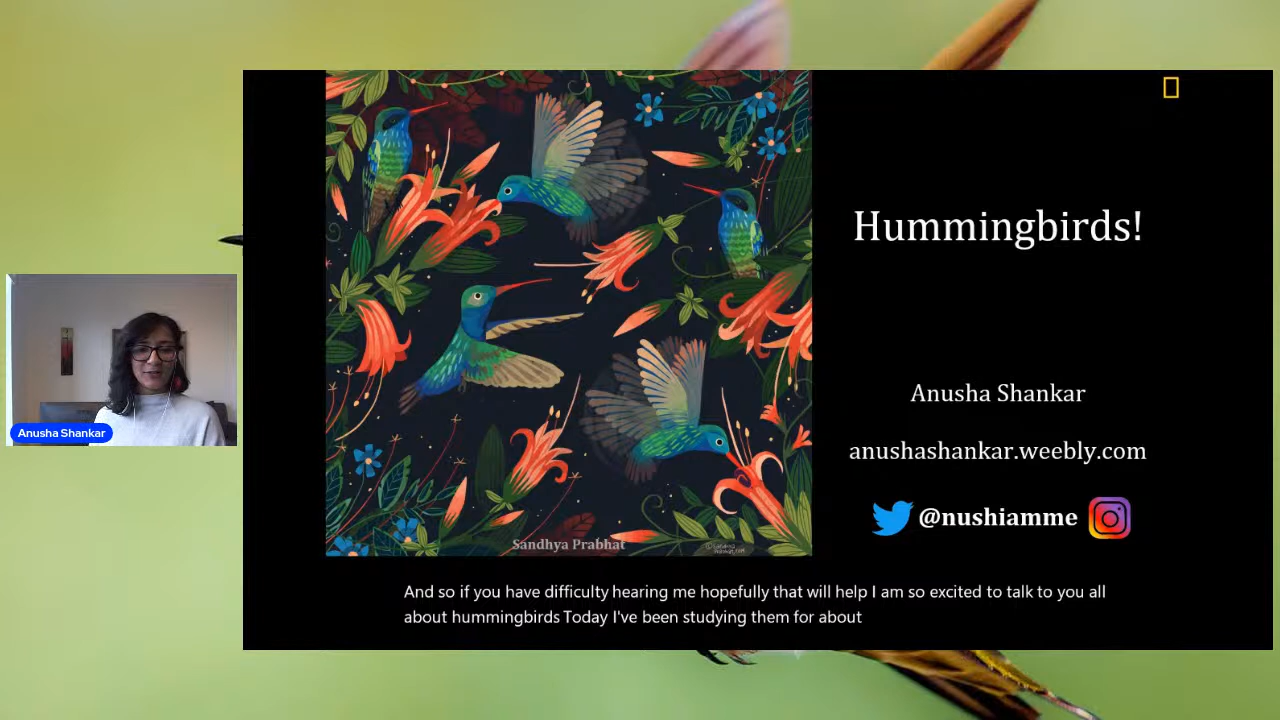 Hummingbirds!
Anusha Shankar
anushashankar.weebly.com
@nushiamme
Anusha Shankar
Sandhya Prabhat
And so if you have difficulty hearing me hopefully that will help I am so excited to talk to you all
about hummingbirds Today I've been studying them for about